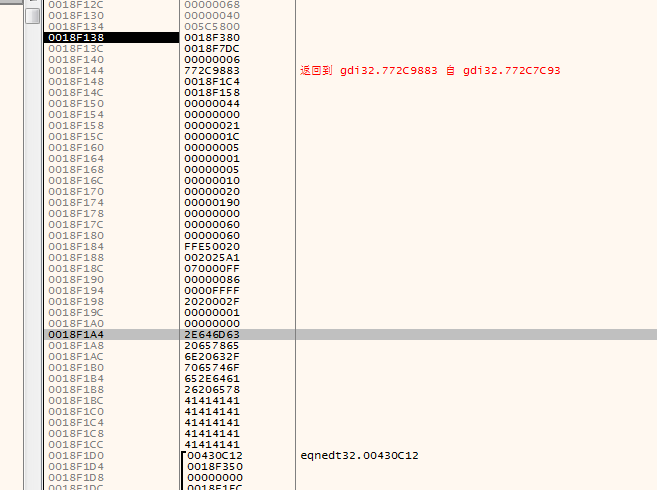 0018F12C 00000068
0018F130 00000040
0018F134 005C5800
0018F138 0018F380
0018F13C 0018F7DC
0018F140 00000006
0018F144 772C9883 返回到 gdi32.772C9883 自 gdi32.772C7C93
0018F148 0018F1C4
0018F14C 0018F158
0018F150 00000044
0018F154 00000000
0018F158 00000021
0018F15C 0000001C
0018F160 00000005
0018F164 00000001
0018F168 00000005
0018F16C 00000010
0018F170 00000020
0018F174 00000190
0018F178 00000000
0018F17C 00000060
0018F180 00000060
0018F184 FFE50020
0018F188 002025A1
0018F18C 070000FF
0018F190 00000086
0018F194 0000FFFF
0018F198 2020002F
0018F19C 00000001
0018F1A0 00000000
0018F1A4 2E646D63
0018F1A8 20657865
0018F1AC 6E20632F
0018F1B0 7065746F
0018F1B4 652E6461
0018F1B8 26206578
0018F1BC 41414141
0018F1C0 41414141
0018F1C4 41414141
0018F1C8 41414141
0018F1CC 41414141
0018F1D0 00430C12 eqnedt32.00430C12
0018F1D4 0018F350
0018F1D8 00000000
0018F1DC 0018F1FC